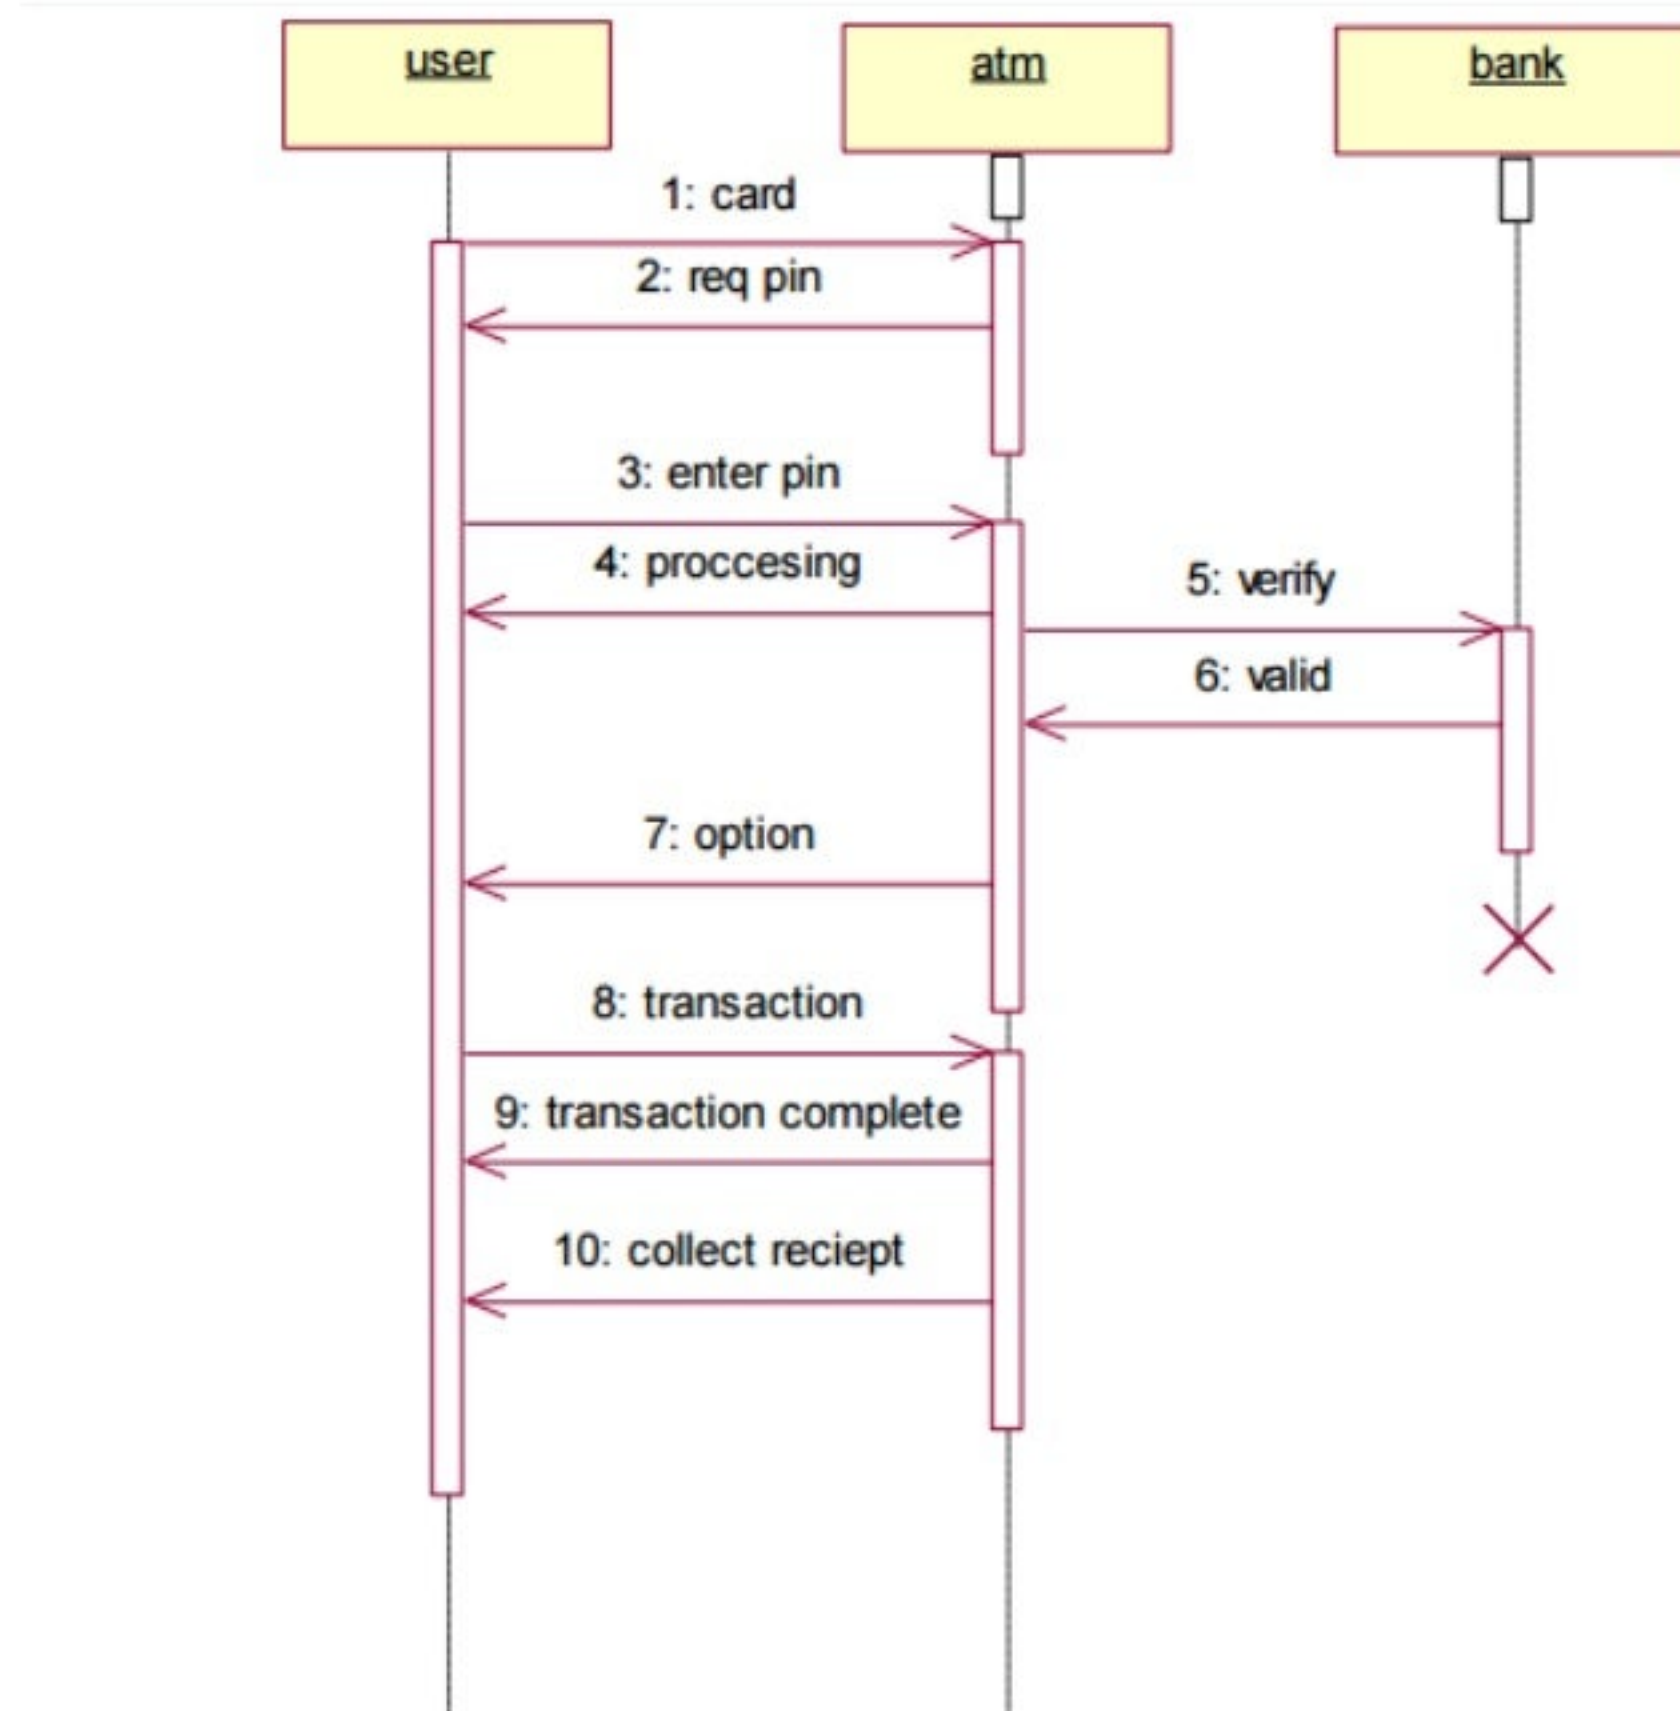 user
atm
bank
1: card
2: req pin
3: enter pin
4: proccesing
5: verify
6: valid
7: option
8: transaction
9: transaction complete
10: collect reciept